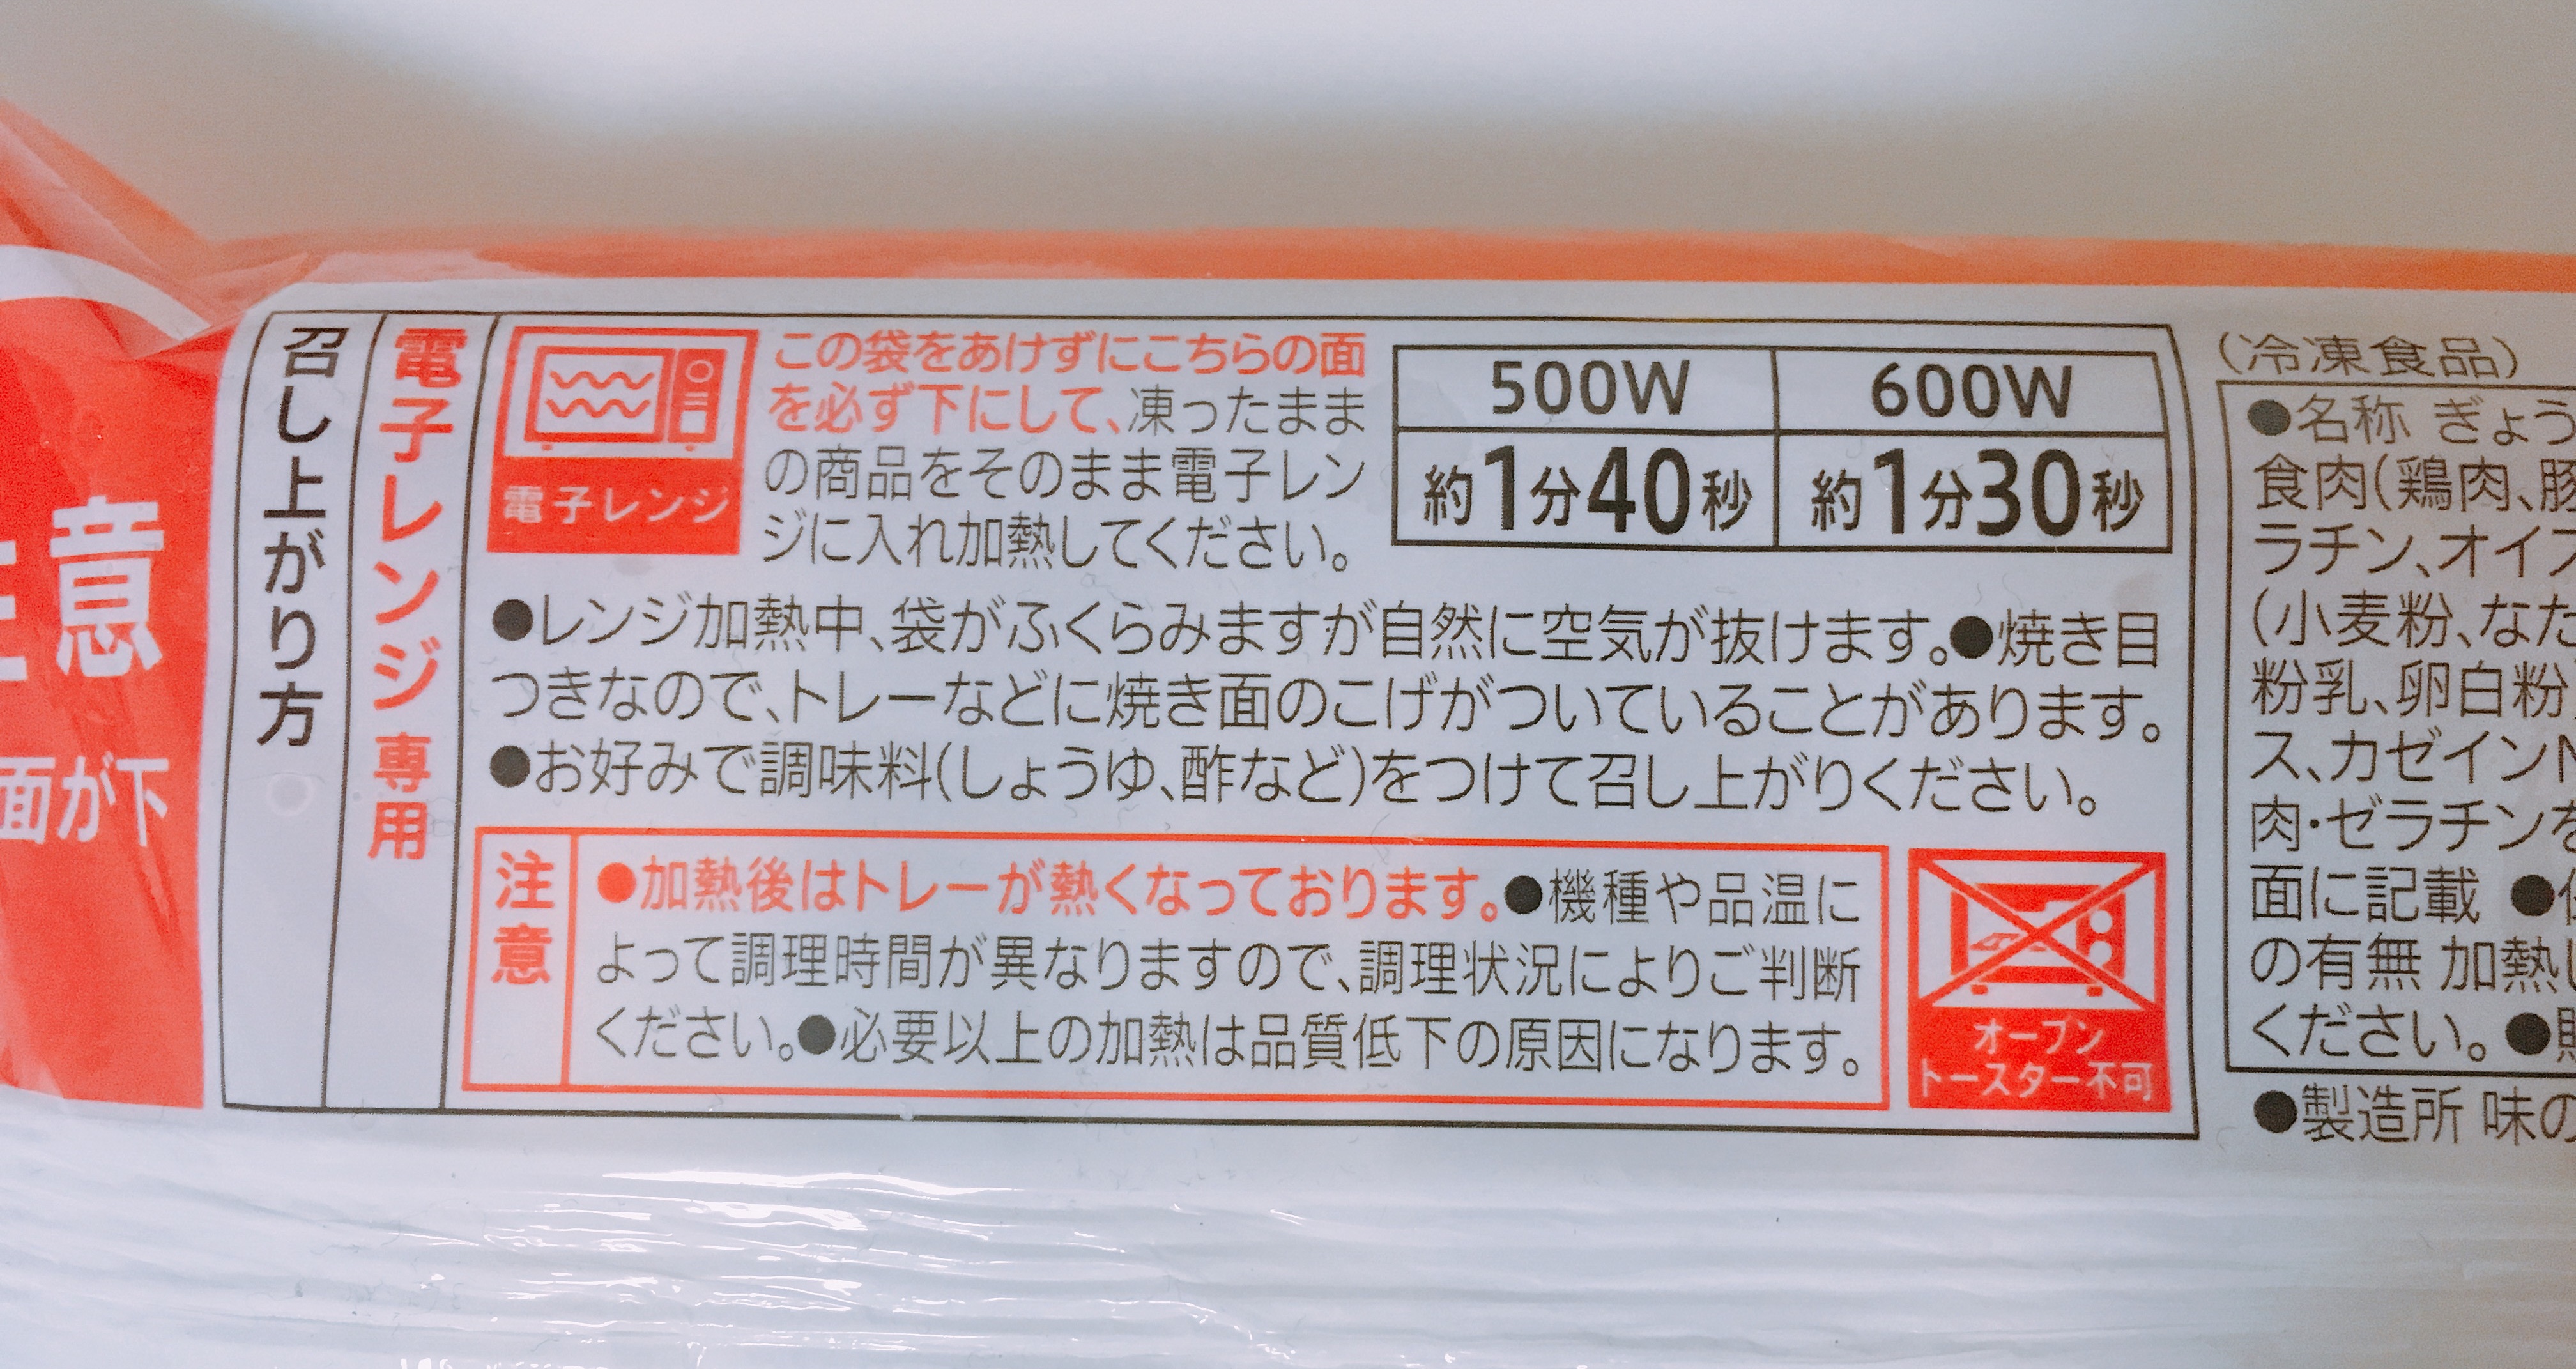 意
面が下
召し上がり方
電子レンジ専用
電子レンジ
この袋をあけずにこちらの面
を必ず下にして、凍ったまま
の商品をそのまま電子レン
ジに入れ加熱してください。
500W 600W
約1分40秒 約1分30秒
●レンジ加熱中、袋がふくらみますが自然に空気が抜けます。●焼き目
つきなので、トレーなどに焼き面のこげがついていることがあります。
●お好みで調味料(しょうゆ、酢など)をつけて召し上がりください。
注意
●加熱後はトレーが熱くなっております。●機種や品温に
よって調理時間が異なりますので、調理状況によりご判断
ください。●必要以上の加熱は品質低下の原因になります。
オーブン
トースター不可
(冷凍食品)
●名称 ぎょう
食肉(鶏肉、豚
ラチン、オイス
(小麦粉、なた
粉乳、卵白粉
ス、カゼインN
肉・ゼラチンを
面に記載 ●
の有無 加熱し
ください。●
●製造所 味の